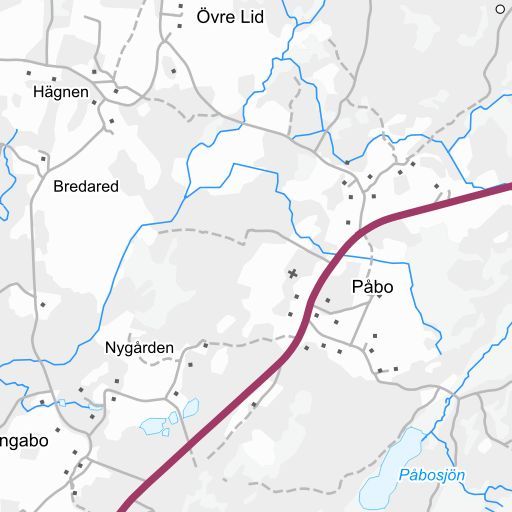 Övre Lid
Hägnen
Bredared
Påbo
Nygården
ngabo
Påbosjön